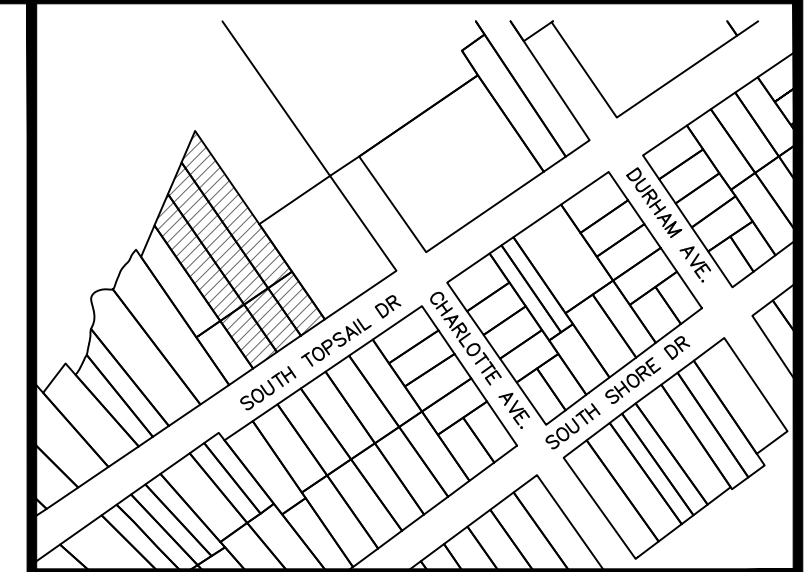 DURHAM AVE.
CHARLOTTE AVE.
SOUTH TOPSAIL DR
SOUTH SHORE DR